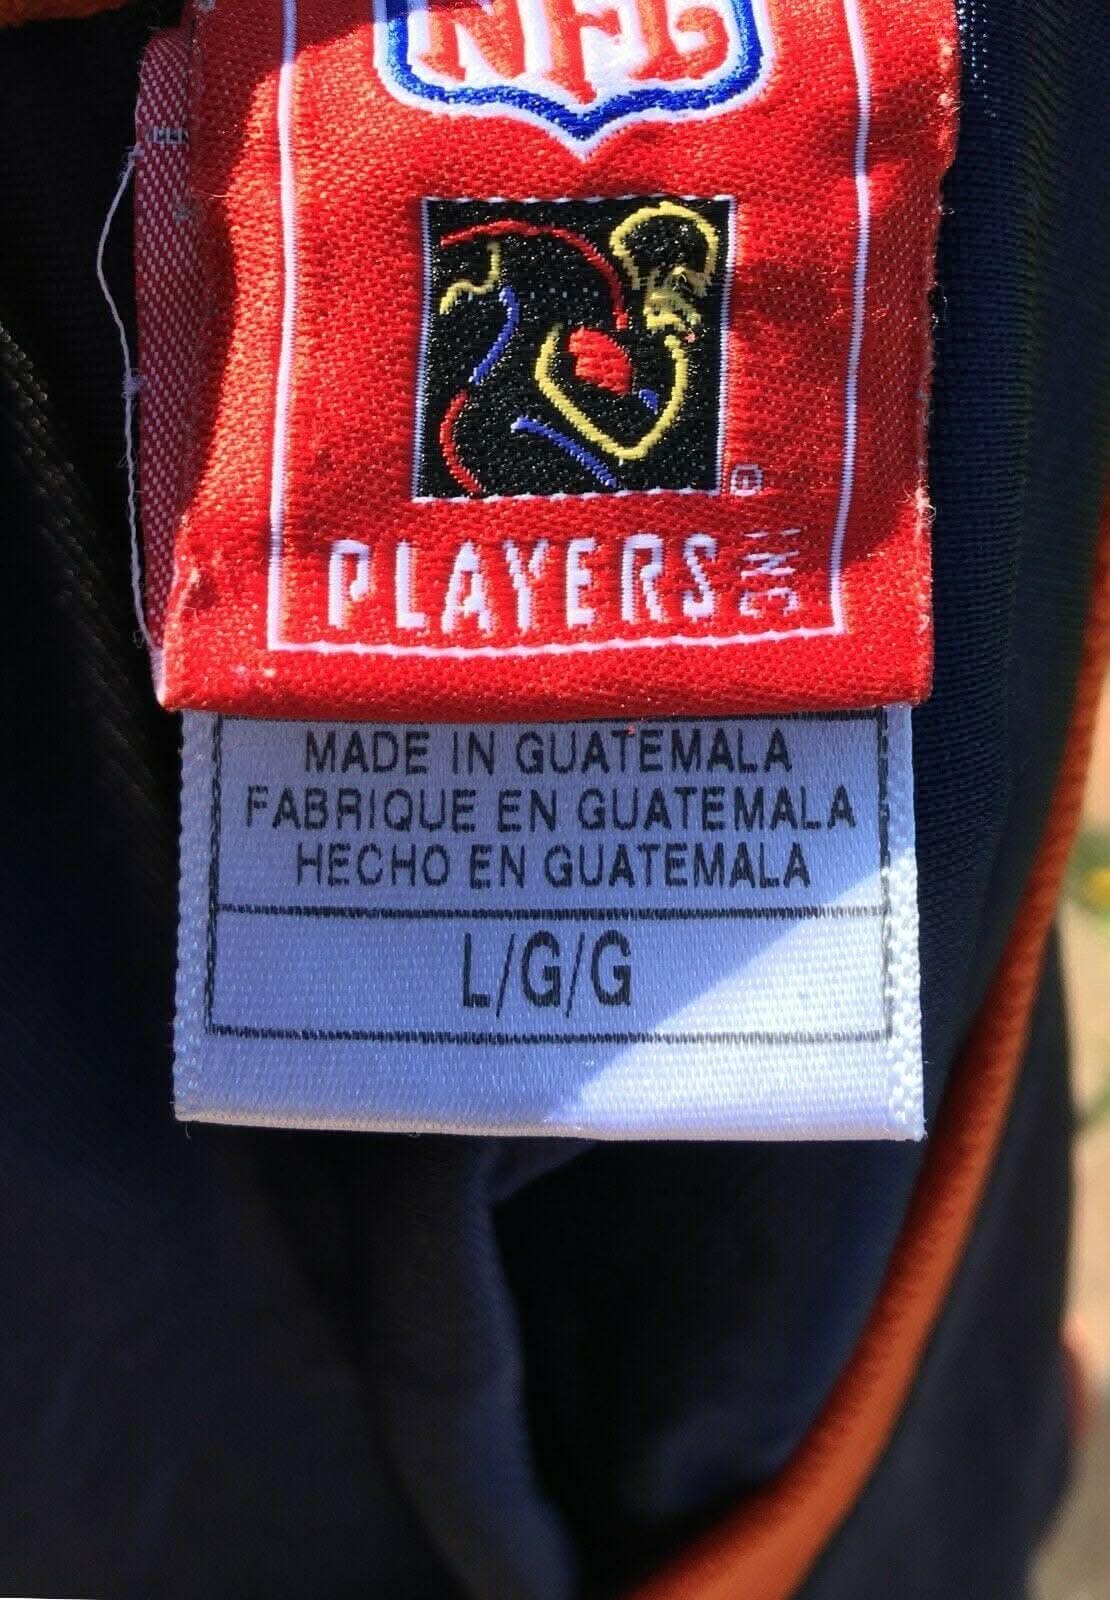 NFL
PLAYERS INC
MADE IN GUATEMALA
FABRIQUE EN GUATEMALA
HECHO EN GUATEMALA
L/G/G